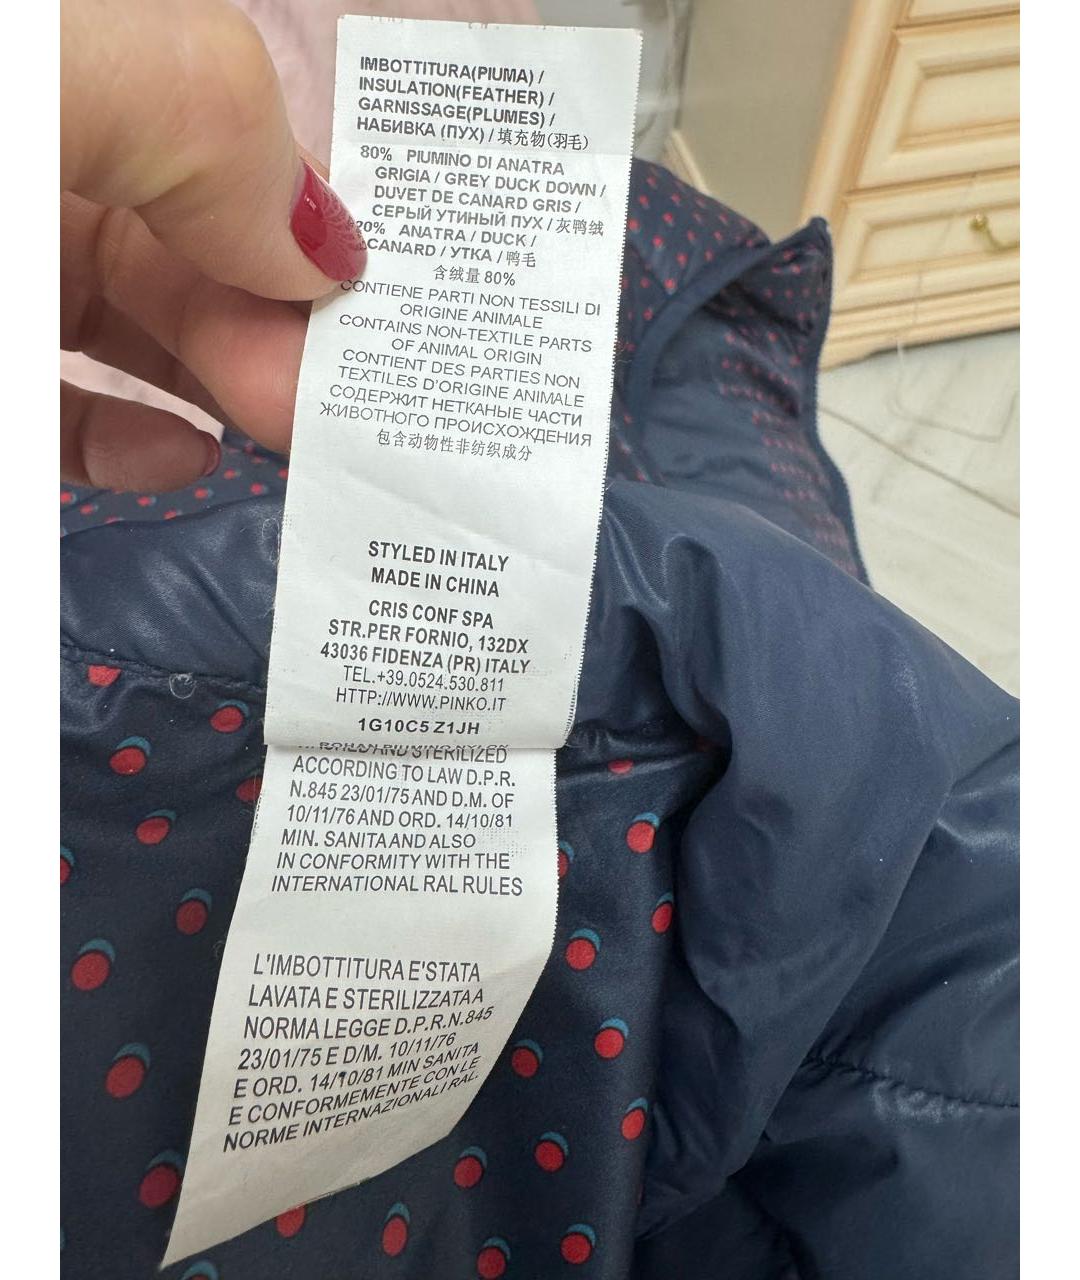 IMBOTTITURA(PIUMA) /
INSULATION(FEATHER) /
GARNISSAGE(PLUMES) /
НАБИВКА (ПУХ) / 填充物(羽毛)
80% PIUMINO DI ANATRA
GRIGIA / GREY DUCK DOWN /
DUVET DE CANARD GRIS /
СЕРЫЙ УТИНЫЙ ПУХ / 灰鸭绒
20% ANATRA / DUCK /
CANARD / УТКА / 鸭毛
含绒量 80%
CONTIENE PARTI NON TESSILI DI
ORIGINE ANIMALE
CONTAINS NON-TEXTILE PARTS
OF ANIMAL ORIGIN
CONTIENT DES PARTIES NON
TEXTILES D'ORIGINE ANIMALE
СОДЕРЖИТ НЕТКАНЫЕ ЧАСТИ
ЖИВОТНОГО ПРОИСХОЖДЕНИЯ
包含动物性非纺织成分
STYLED IN ITALY
MADE IN CHINA
CRIS CONF SPA
STR.PER FORNIO, 132DX
43036 FIDENZA (PR) ITALY
TEL.+39.0524.530.811
HTTP://WWW.PINKO.IT
1G10C5 Z1JH
STERILIZED
ACCORDING TO LAW D.P.R.
N.845 23/01/75 AND D.M. OF
10/11/76 AND ORD. 14/10/81
MIN. SANITA AND ALSO
IN CONFORMITY WITH THE
INTERNATIONAL RAL RULES
L'IMBOTTITURA E'STATA
LAVATA E STERILIZZATA A
NORMA LEGGE D.P.R.N.845
23/01/75 E D/M. 10/11/76
E ORD. 14/10/81 MIN SANITA
E CONFORMEMENTE CON LE
NORME INTERNAZIONALI RAL.